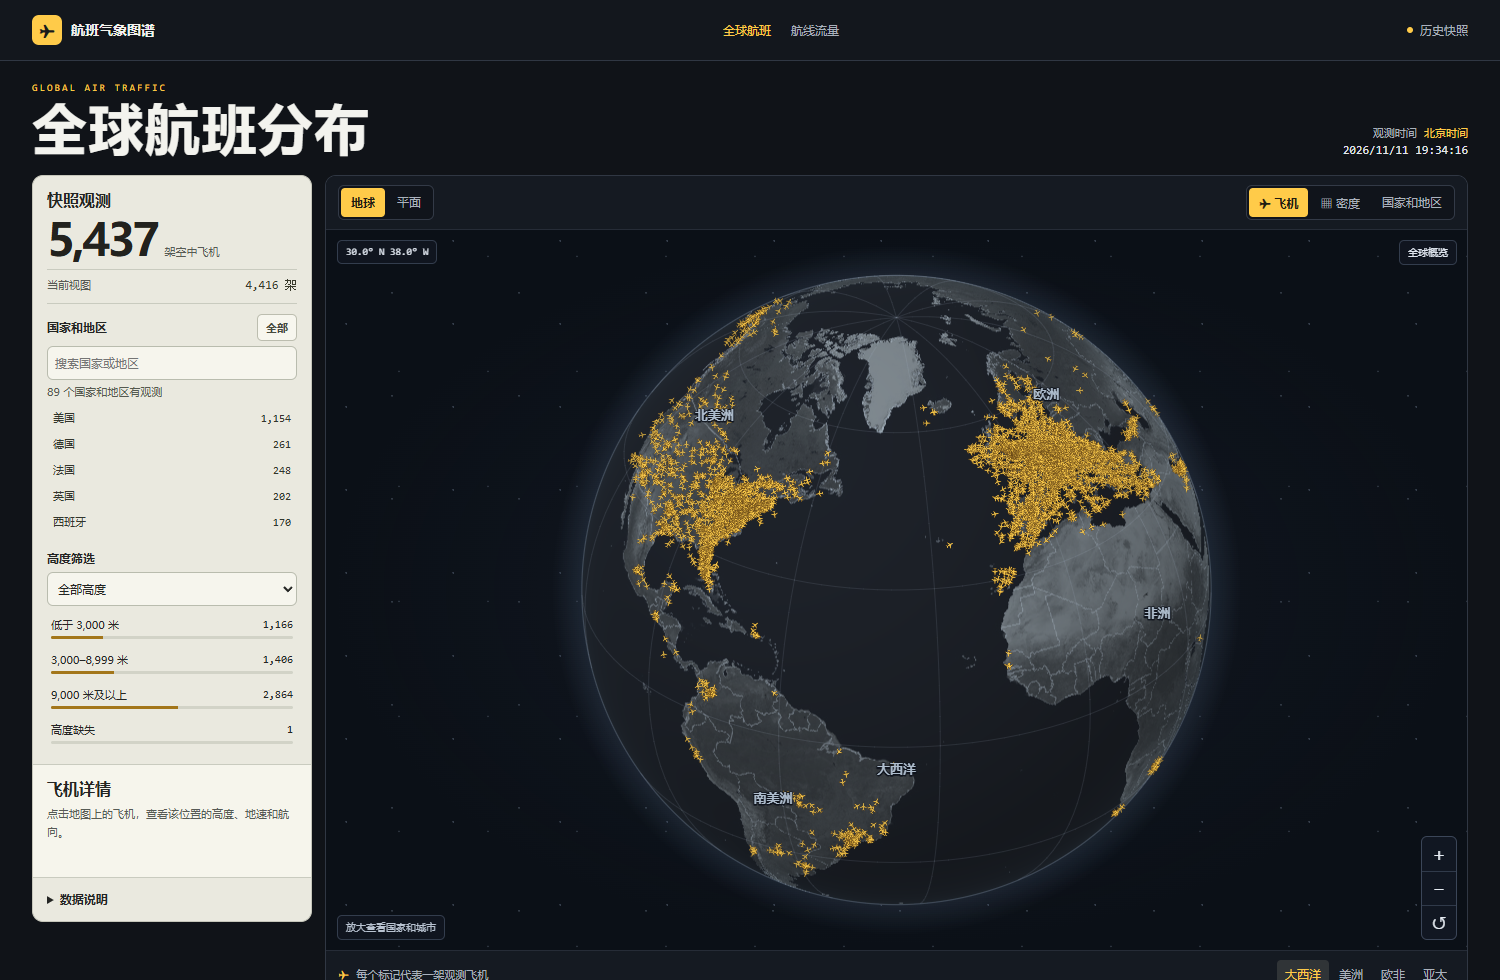 航班气象图谱
全球航班
航线流量
历史快照
GLOBAL AIR TRAFFIC
全球航班分布
观测时间 北京时间
2026/11/11 19:34:16
快照观测
5,437 架空中飞机
当前视图 4,416 架
国家和地区 全部
搜索国家或地区
89 个国家和地区有观测
美国 1,154
德国 261
法国 248
英国 202
西班牙 170
高度筛选
全部高度
低于 3,000 米 1,166
3,000–8,999 米 1,406
9,000 米及以上 2,864
高度缺失 1
飞机详情
点击地图上的飞机，查看该位置的高度、地速和航
向。
数据说明
地球 平面
飞机 密度 国家和地区
30.0° N 38.0° W
全球概览
欧洲
北美洲
非洲
大西洋
南美洲
+
−
↺
放大查看国家和城市
每个标记代表一架观测飞机
大西洋 美洲 欧非 亚太